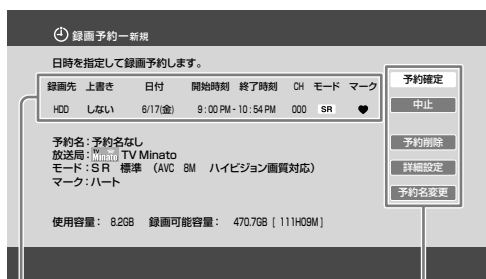 録画予約ー新規
日時を指定して録画予約します。
録画先 上書き 日付 開始時刻 終了時刻 CH モード マーク
HDD しない 6/17(金) 9:00 PM - 10:54 PM 000 SR ♥
予約確定
中止
予約削除
詳細設定
予約名変更
予約名：予約名なし
放送局：TV Minato TV Minato
モード：SR 標準 (AVC 8M ハイビジョン画質対応)
マーク：ハート
使用容量： 8.2GB 録画可能容量： 470.7GB [ 111H09M ]